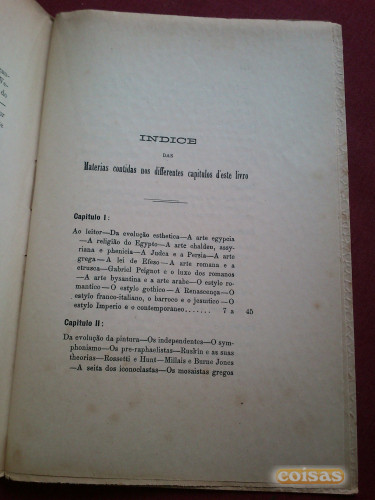 INDICE
DAS
Materias contidas nos differentes capitulos d'este livro
Capitulo I:
Ao leitor—Da evolução esthetica—A arte egypcia
—A religião do Egypto—A arte chaldea, assy-
riana e phenicia—A Judea e a Persia—A arte
grega—A lei de Efeso—A arte romana e a
etrusca—Gabriel Peignot e o luxo dos romanos
—A arte bysantina e a arte arabe—O estylo ro-
mantico—O estylo gothico—A Renascença—O
estylo franco-italiano, o barroco e o jesuitico—O
estylo Imperio e o contemporaneo....... 7 a 45
Capitulo II:
Da evolução da pintura—Os independentes—O sym-
phonismo—Os pre-raphaelistas—Ruskin e as suas
theorias—Rossetti e Hunt—Millais e Burne Jones
—A seita dos iconoclastas—Os mosaistas gregos
coisas